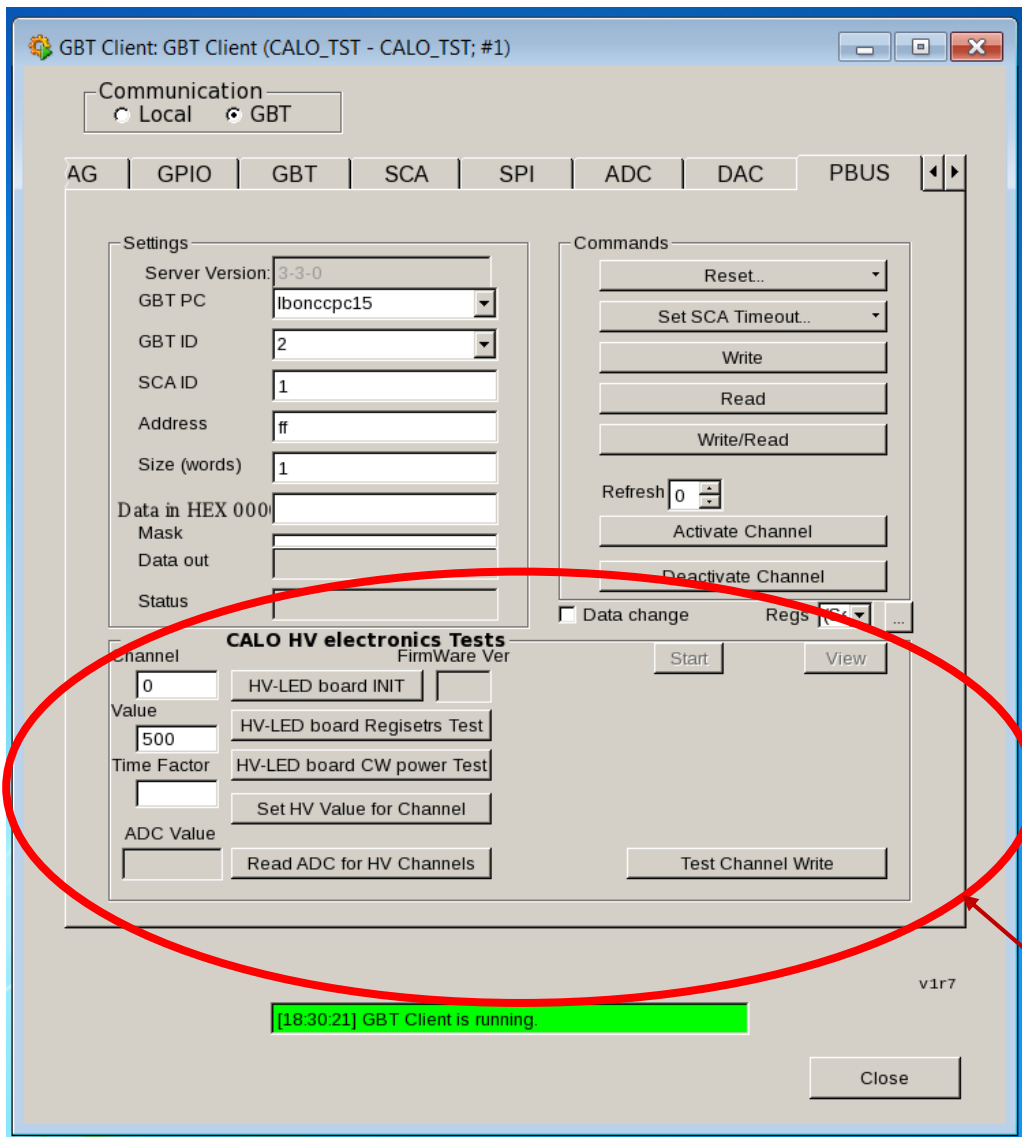 GBT Client: GBT Client (CALO_TST - CALO_TST; #1)
Communication
Local GBT
AG GPIO GBT SCA SPI ADC DAC PBUS
Settings
Server Version: 3-3-0
GBT PC lbonccpc15
GBT ID 2
SCA ID 1
Address ff
Size (words) 1
Data in HEX 000
Mask
Data out
Status
Commands
Reset...
Set SCA Timeout...
Write
Read
Write/Read
Refresh 0
Activate Channel
Deactivate Channel
Data change Regs ...
CALO HV electronics Tests
Channel FirmWare Ver Start View
0 HV-LED board INIT
Value
500 HV-LED board Regisetrs Test
Time Factor HV-LED board CW power Test
Set HV Value for Channel
ADC Value
Read ADC for HV Channels Test Channel Write
v1r7
[18:30:21] GBT Client is running.
Close